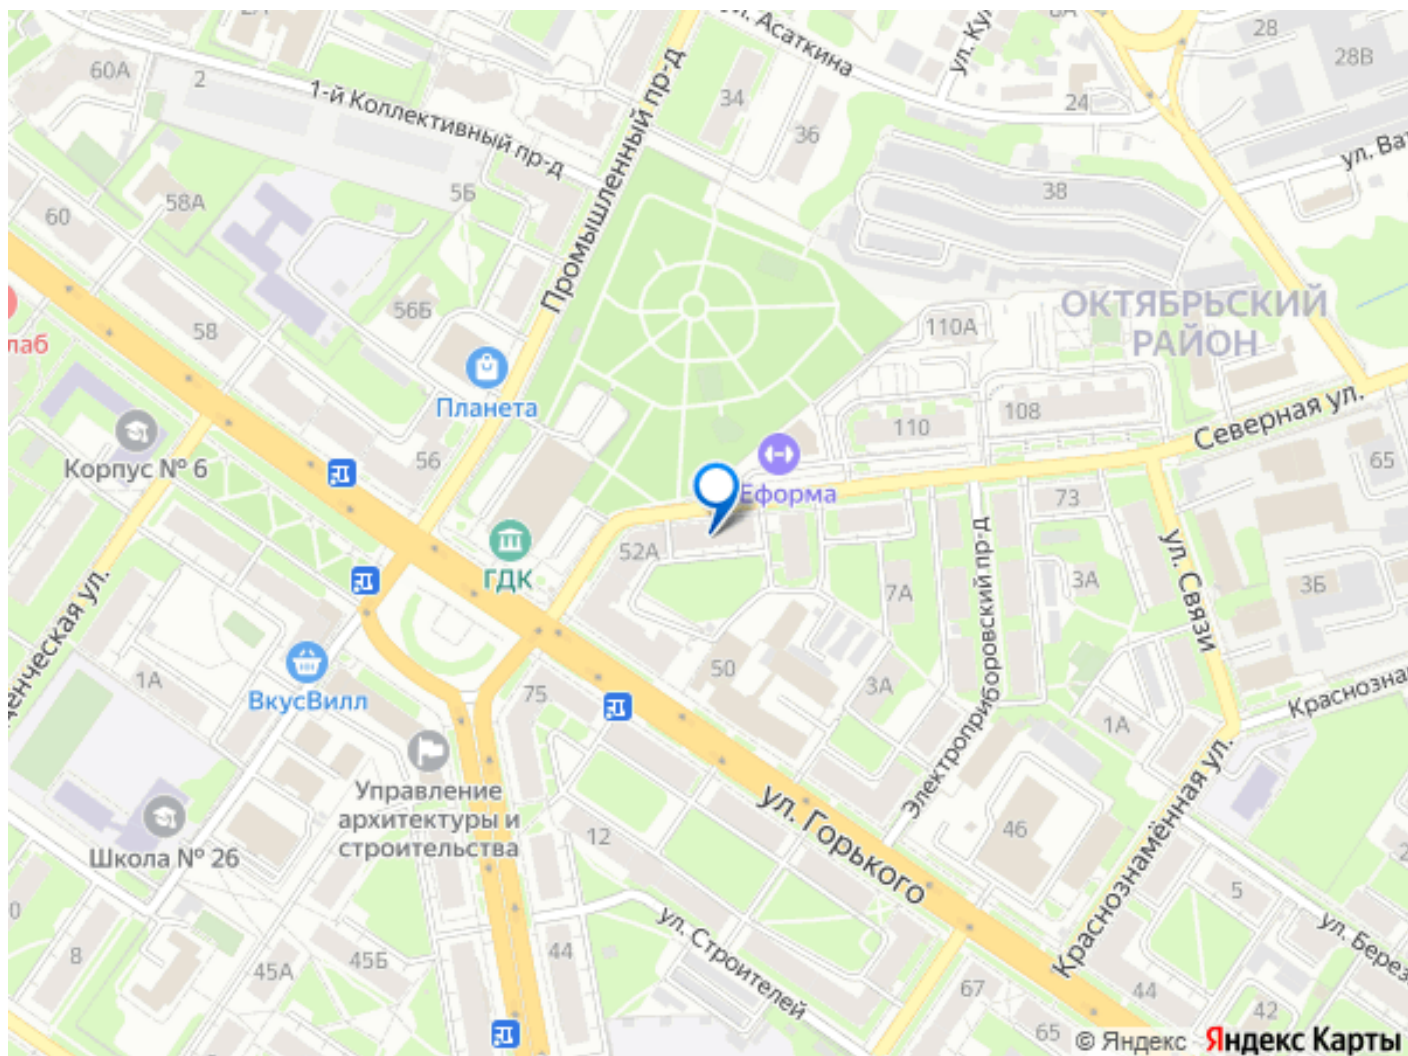 ул. Асаткина
28
28В
60А
2
1-й Коллективный пр-д
Промышленный пр-д
34
36
24
38
5Б
58А
60
56Б
58
лаб
Планета
ОКТЯБРЬСКИЙ
РАЙОН
110А
108
110
Северная ул.
65
Корпус № 6
56
Еформа
73
ГДК
52А
7А
3А
3Б
ул. Связи
Электроприборовский пр-д
денческая ул.
1А
ВкусВилл
75
50
3А
1А
Краснозна
Краснознамённая ул.
Управление
архитектуры и
строительства
Школа № 26
12
ул. Горького
46
5
ул. Берез
ул. Строителей
0
8
45А
45Б
44
67
65
44
42
© Яндекс Яндекс Карты